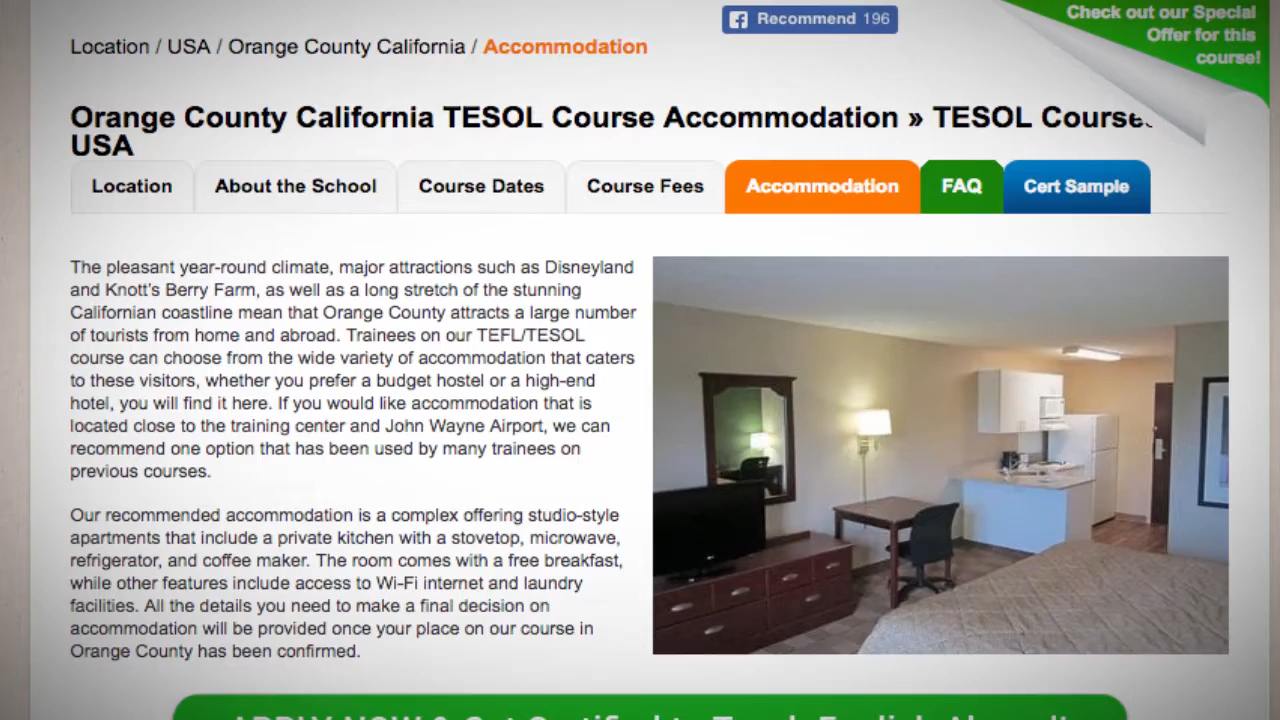 Recommend 196
Check out our Special
Offer for this
course!
Location / USA / Orange County California / Accommodation
Orange County California TESOL Course Accommodation » TESOL Courses
USA
Location About the School Course Dates Course Fees Accommodation FAQ Cert Sample
The pleasant year-round climate, major attractions such as Disneyland
and Knott's Berry Farm, as well as a long stretch of the stunning
Californian coastline mean that Orange County attracts a large number
of tourists from home and abroad. Trainees on our TEFL/TESOL
course can choose from the wide variety of accommodation that caters
to these visitors, whether you prefer a budget hostel or a high-end
hotel, you will find it here. If you would like accommodation that is
located close to the training center and John Wayne Airport, we can
recommend one option that has been used by many trainees on
previous courses.
Our recommended accommodation is a complex offering studio-style
apartments that include a private kitchen with a stovetop, microwave,
refrigerator, and coffee maker. The room comes with a free breakfast,
while other features include access to Wi-Fi internet and laundry
facilities. All the details you need to make a final decision on
accommodation will be provided once your place on our course in
Orange County has been confirmed.
APPLY NOW & Get Certified to Teach English Abroad!